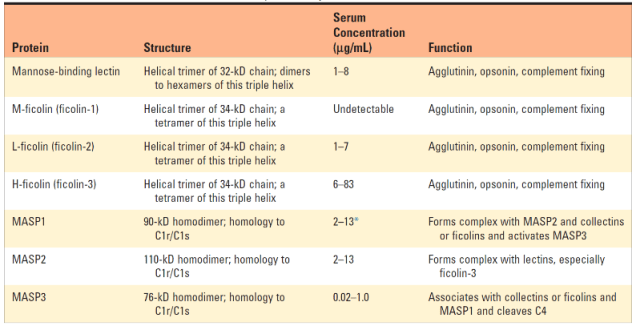 Protein Structure Serum Concentration (µg/mL) Function
Mannose-binding lectin Helical trimer of 32-kD chain; dimers to hexamers of this triple helix 1–8 Agglutinin, opsonin, complement fixing
M-ficolin (ficolin-1) Helical trimer of 34-kD chain; a tetramer of this triple helix Undetectable Agglutinin, opsonin, complement fixing
L-ficolin (ficolin-2) Helical trimer of 34-kD chain; a tetramer of this triple helix 1–7 Agglutinin, opsonin, complement fixing
H-ficolin (ficolin-3) Helical trimer of 34-kD chain; a tetramer of this triple helix 6–83 Agglutinin, opsonin, complement fixing
MASP1 90-kD homodimer; homology to C1r/C1s 2–13* Forms complex with MASP2 and collectins or ficolins and activates MASP3
MASP2 110-kD homodimer; homology to C1r/C1s 2–13 Forms complex with lectins, especially ficolin-3
MASP3 76-kD homodimer; homology to C1r/C1s 0.02–1.0 Associates with collectins or ficolins and MASP1 and cleaves C4